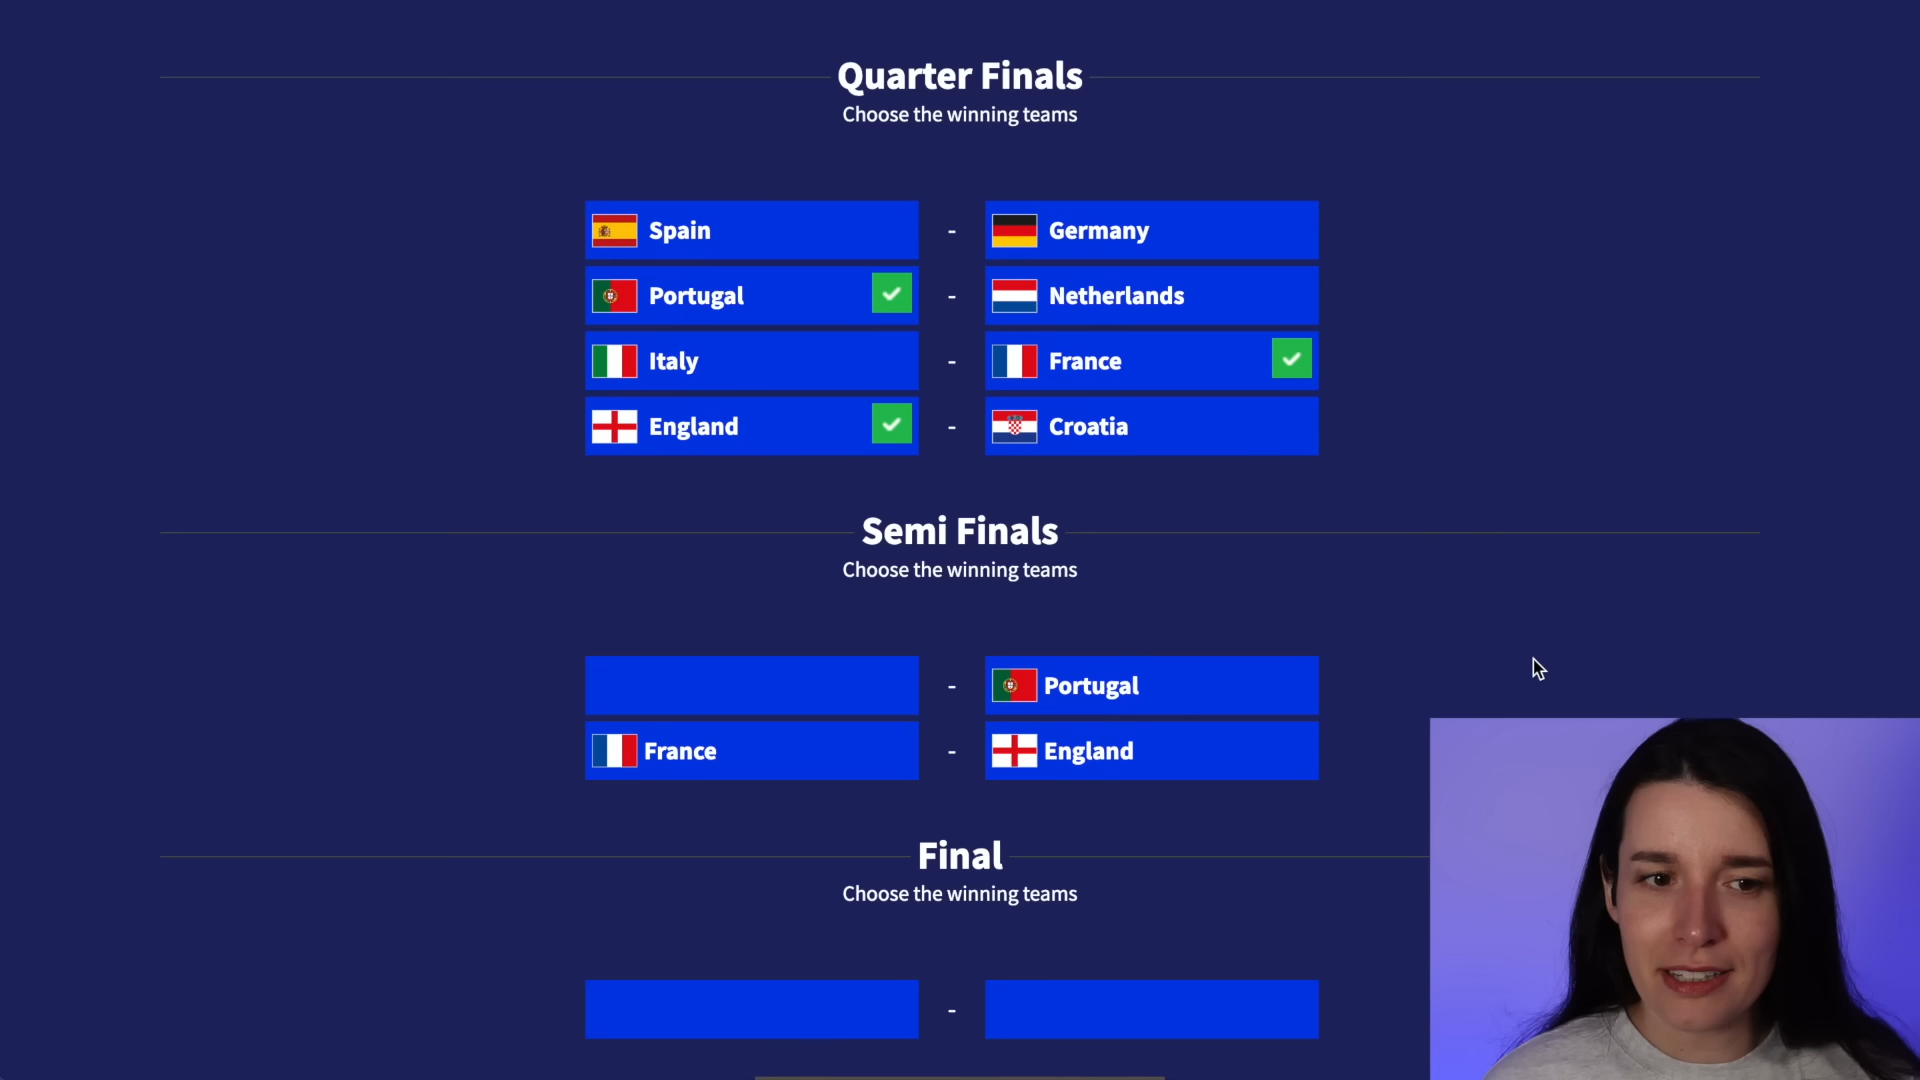 Quarter Finals
Choose the winning teams
Spain - Germany
Portugal - Netherlands
Italy - France
England - Croatia
Semi Finals
Choose the winning teams
- Portugal
France - England
Final
Choose the winning teams
-